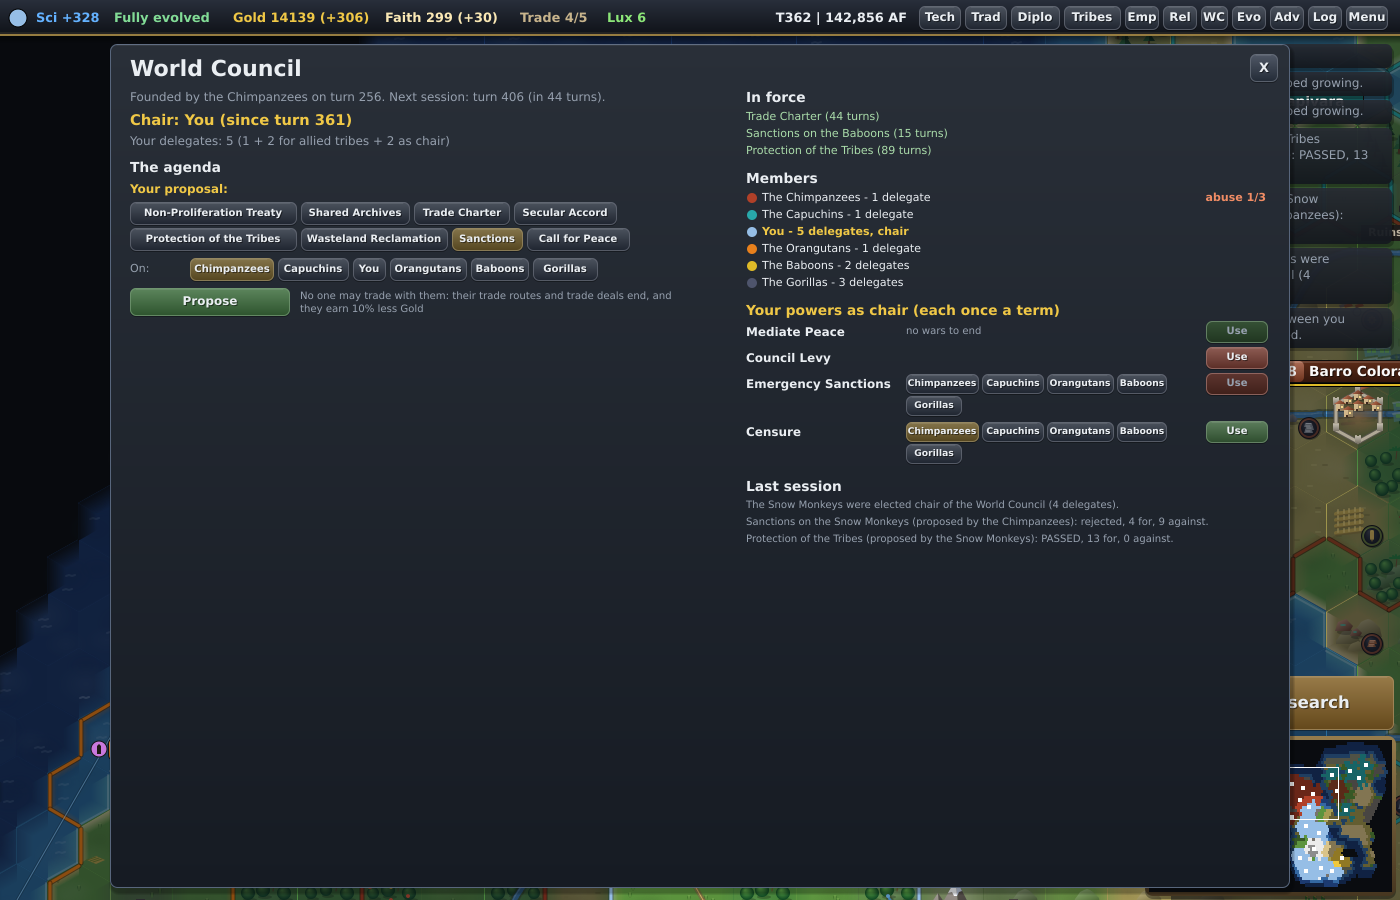 Sci +328 Fully evolved Gold 14139 (+306) Faith 299 (+30) Trade 4/5 Lux 6 T362 | 142,856 AF Tech Trad Diplo Tribes Emp Rel WC Evo Adv Log Menu
World Council
X
Founded by the Chimpanzees on turn 256. Next session: turn 406 (in 44 turns).
Chair: You (since turn 361)
Your delegates: 5 (1 + 2 for allied tribes + 2 as chair)
The agenda
Your proposal:
Non-Proliferation Treaty Shared Archives Trade Charter Secular Accord
Protection of the Tribes Wasteland Reclamation Sanctions Call for Peace
On: Chimpanzees Capuchins You Orangutans Baboons Gorillas
Propose
No one may trade with them: their trade routes and trade deals end, and
they earn 10% less Gold
In force
Trade Charter (44 turns)
Sanctions on the Baboons (15 turns)
Protection of the Tribes (89 turns)
Members
The Chimpanzees - 1 delegate abuse 1/3
The Capuchins - 1 delegate
You - 5 delegates, chair
The Orangutans - 1 delegate
The Baboons - 2 delegates
The Gorillas - 3 delegates
Your powers as chair (each once a term)
Mediate Peace no wars to end Use
Council Levy Use
Emergency Sanctions Chimpanzees Capuchins Orangutans Baboons Use
Gorillas
Censure Chimpanzees Capuchins Orangutans Baboons Use
Gorillas
Last session
The Snow Monkeys were elected chair of the World Council (4 delegates).
Sanctions on the Snow Monkeys (proposed by the Chimpanzees): rejected, 4 for, 9 against.
Protection of the Tribes (proposed by the Snow Monkeys): PASSED, 13 for, 0 against.
growing.
growing.
Tribes
: PASSED, 13
Snow
s were
(4
you
Barro Colora
search